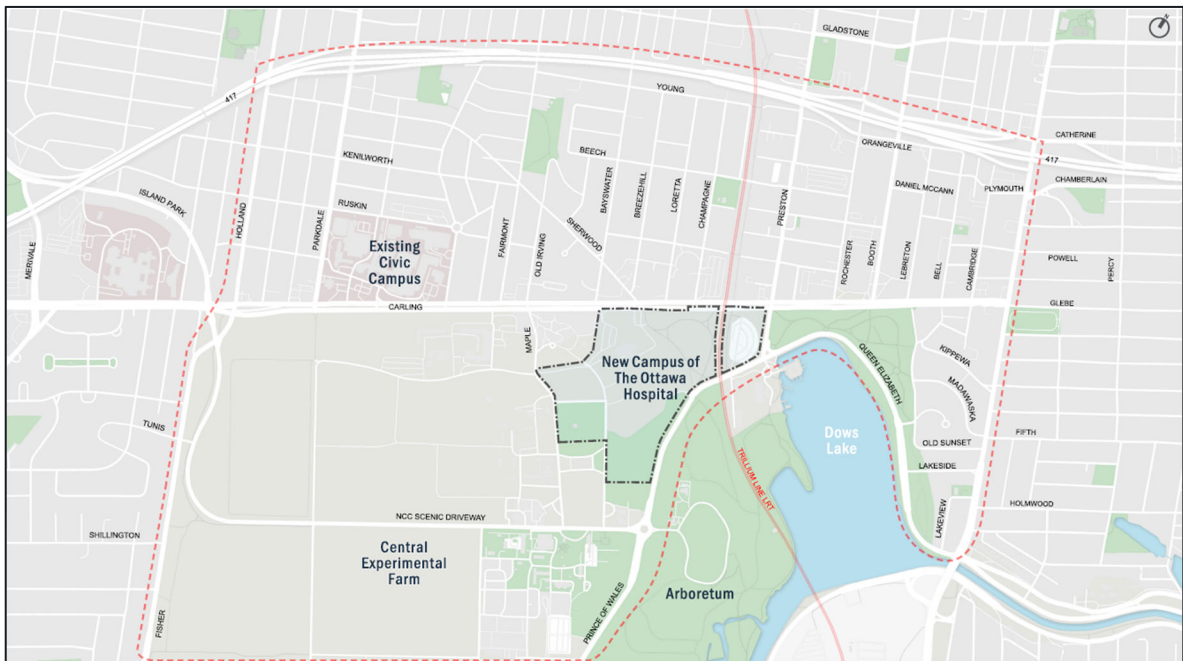 N
GLADSTONE
417
YOUNG
CATHERINE
ORANGEVILLE
417
KENILWORTH
BEECH
CHAMBERLAIN
DANIEL MCCANN
PLYMOUTH
ISLAND PARK
RUSKIN
BAYSWATER
BREEZEHILL
LORETTA
CHAMPAGNE
PRESTON
HOLLAND
PARKDALE
FAIRMONT
OLD IRVING
SHERWOOD
MERIVALE
Existing
Civic
Campus
ROCHESTER
BOOTH
LEBRETON
BELL
CAMBRIDGE
POWELL
PERCY
CARLING
GLEBE
MAPLE
New Campus of
The Ottawa
Hospital
QUEEN ELIZABETH
KIPPEWA
MADAWASKA
TUNIS
Dows
Lake
FIFTH
OLD SUNSET
LAKESIDE
TRILLIUM LINE LRT
LAKEVIEW
HOLMWOOD
NCC SCENIC DRIVEWAY
SHILLINGTON
Central
Experimental
Farm
Arboretum
FISHER
PRINCE OF WALES